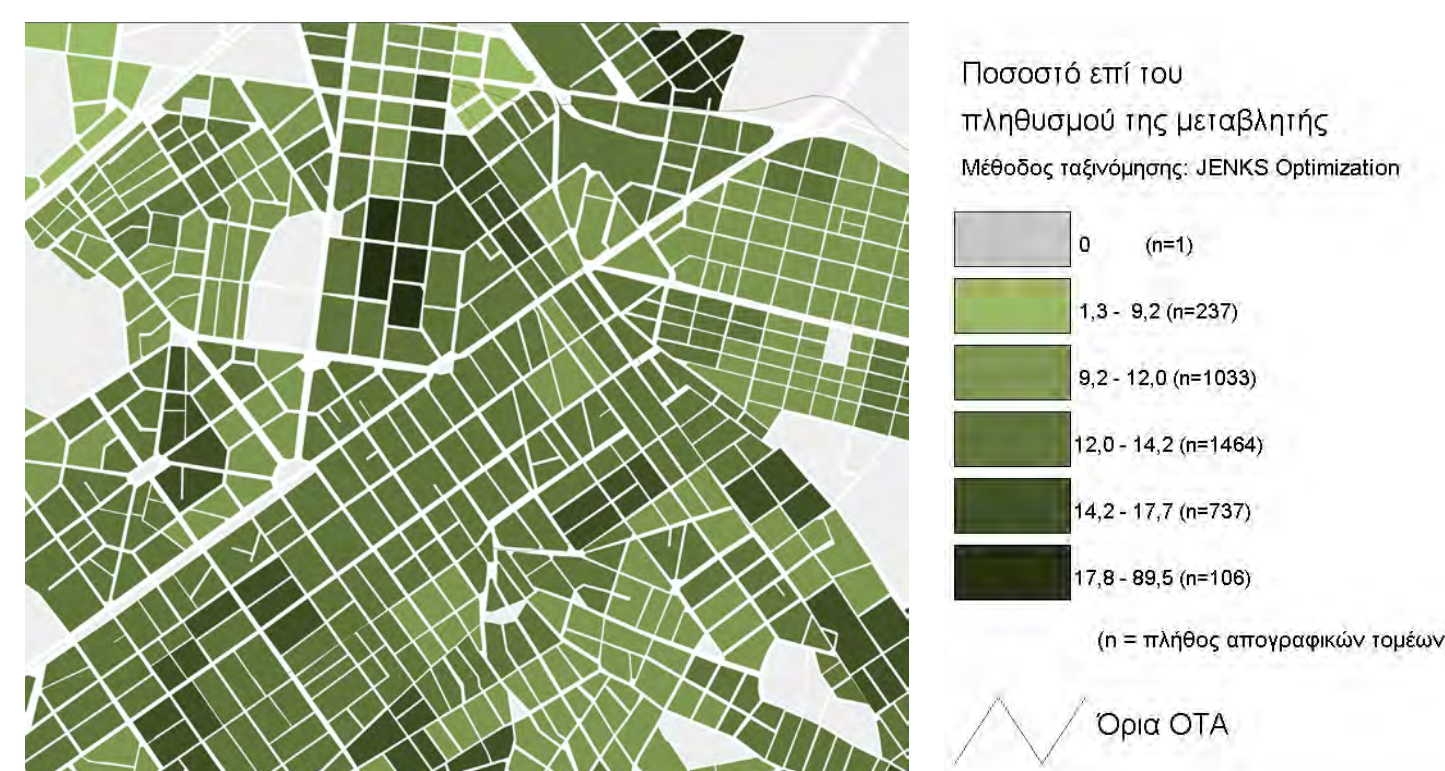 Ποσοστό επί του
πληθυσμού της μεταβλητής
Μέθοδος ταξινόμησης: JENKS Optimization
0 (n=1)
1,3 - 9,2 (n=237)
9,2 - 12,0 (n=1033)
12,0 - 14,2 (n=1464)
14,2 - 17,7 (n=737)
17,8 - 89,5 (n=106)
(n = πλήθος απογραφικών τομέων
Όρια ΟΤΑ